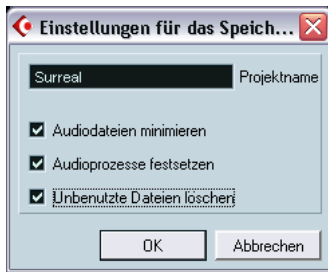 Einstellungen für das Speich...
Surreal Projektname
Audiodateien minimieren
Audioprozesse festsetzen
Unbenutzte Dateien löschen
OK Abbrechen